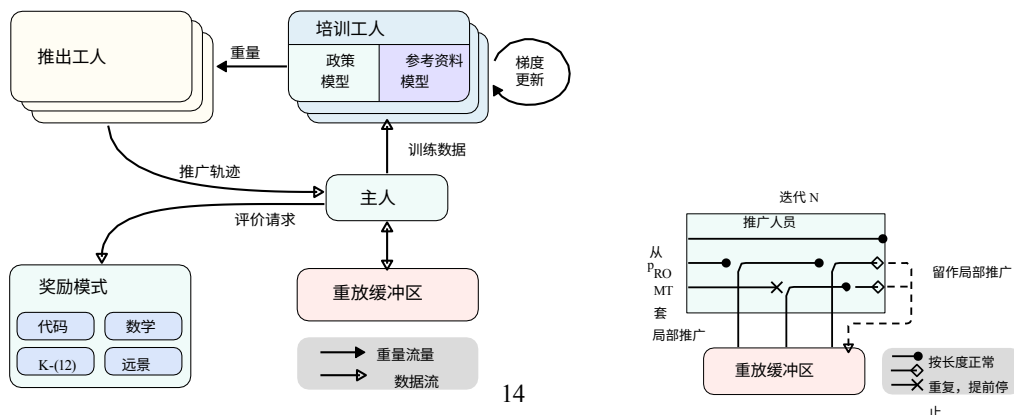 推出工人
重量
培训工人
政策
模型
参考资料
模型
梯度
更新
训练数据
推广轨迹
主人
评价请求
奖励模式
代码
数学
K-(12)
远景
重放缓冲区
重量流量
数据流
14
迭代 N
推广人员
从
pRO
MT
套
局部推广
留作局部推广
重放缓冲区
按长度正常
重复，提前停
止